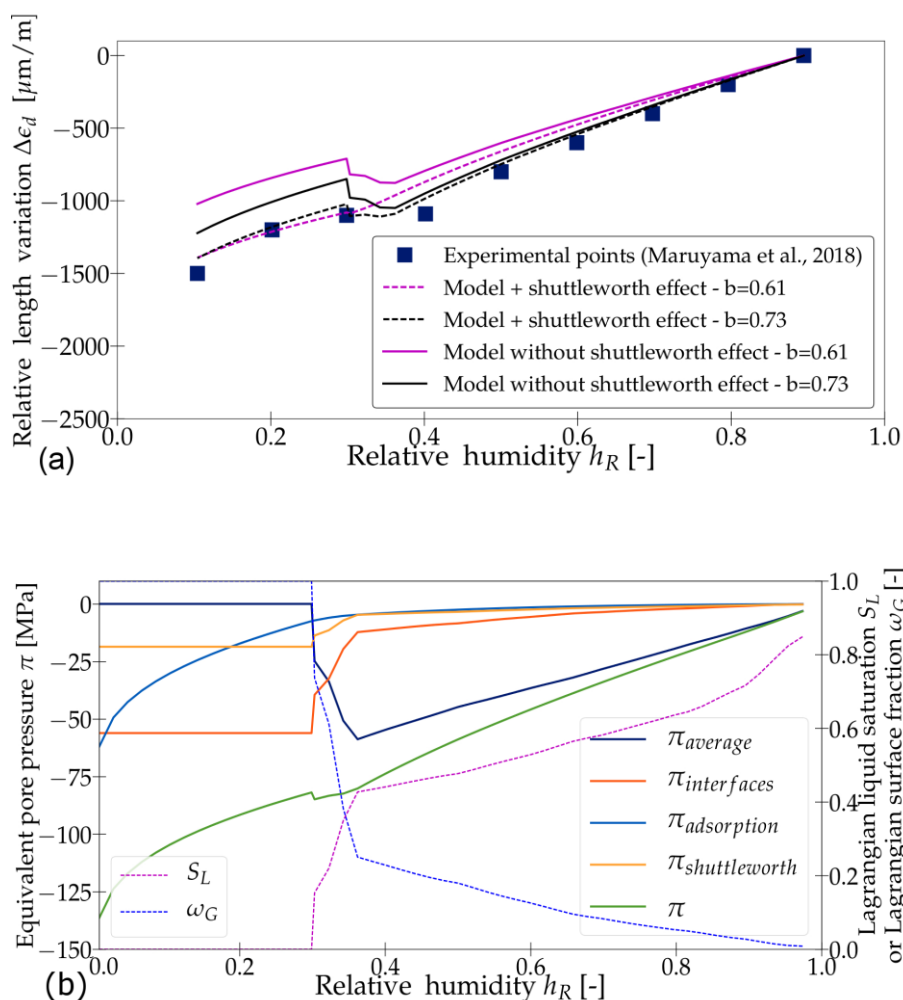 0
−500
−1000
−1500
−2000
−2500
Relative length variation Δϵ_d [μm/m]
Experimental points (Maruyama et al., 2018)
Model + shuttleworth effect - b=0.61
Model + shuttleworth effect - b=0.73
Model without shuttleworth effect - b=0.61
Model without shuttleworth effect - b=0.73
0.0 0.2 0.4 0.6 0.8 1.0
(a)
Relative humidity h_R [-]
0
−25
−50
−75
−100
−125
−150
Equivalent pore pressure π [MPa]
π_average
π_interfaces
π_adsorption
π_shuttleworth
π
S_L
ω_G
1.0
0.8
0.6
0.4
0.2
0.0
Lagrangian liquid saturation S_L
or Lagrangian surface fraction ω_G [-]
0.0 0.2 0.4 0.6 0.8 1.0
(b)
Relative humidity h_R [-]